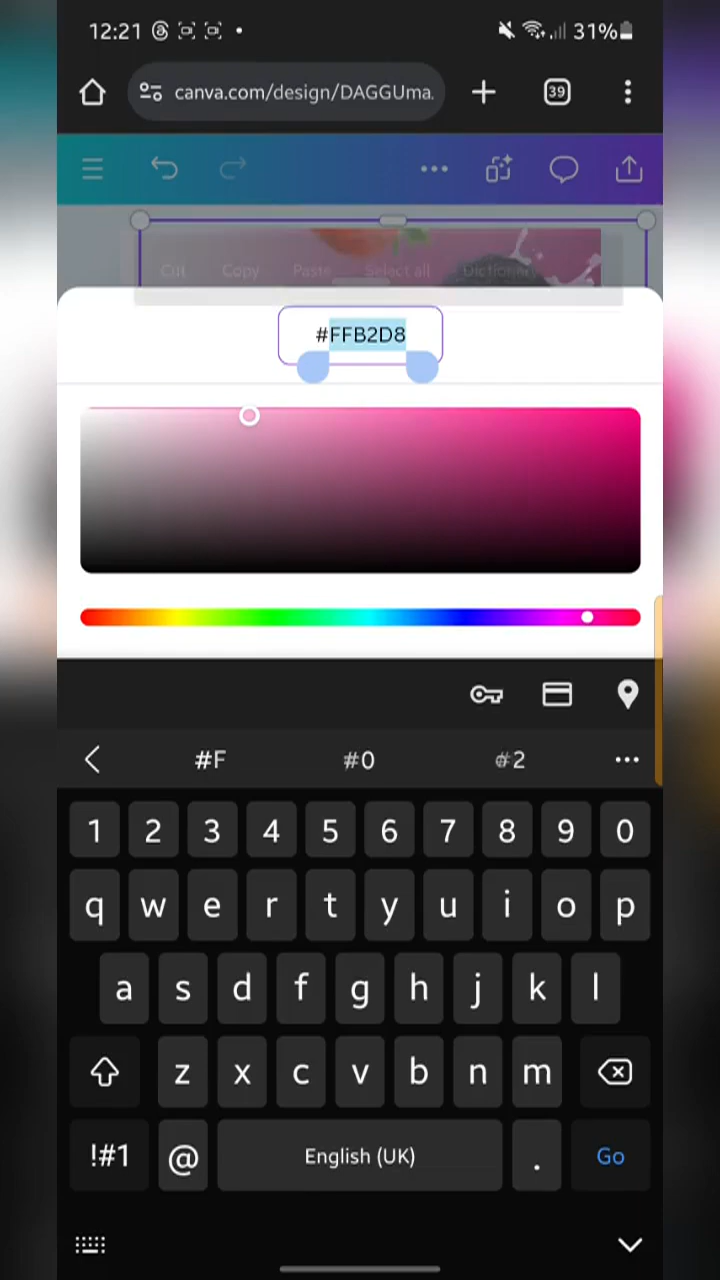 12:21 31%
39
canva.com/design/DAGGUma.
Cut Copy Paste Select all Dictionary
#FFB2D8
#F #0 #2
1 2 3 4 5 6 7 8 9 0
q w e r t y u i o p
a s d f g h j k l
z x c v b n m
!#1 @ English (UK) . Go